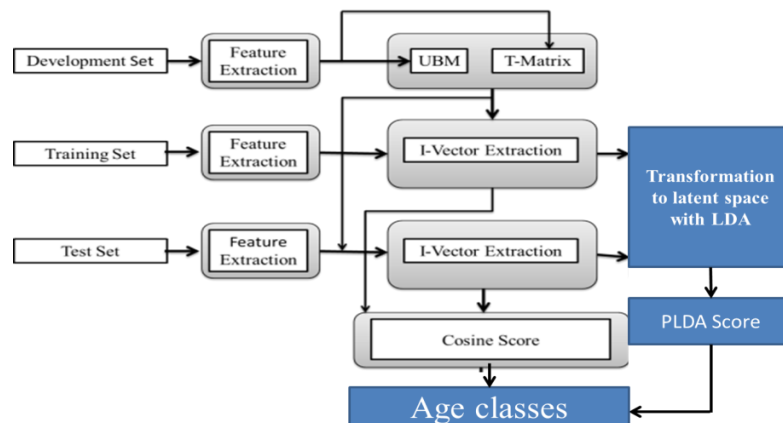 Development Set
Feature
Extraction
UBM
T-Matrix
Training Set
Feature
Extraction
I-Vector Extraction
Transformation
to latent space
with LDA
Test Set
Feature
Extraction
I-Vector Extraction
PLDA Score
Cosine Score
Age classes